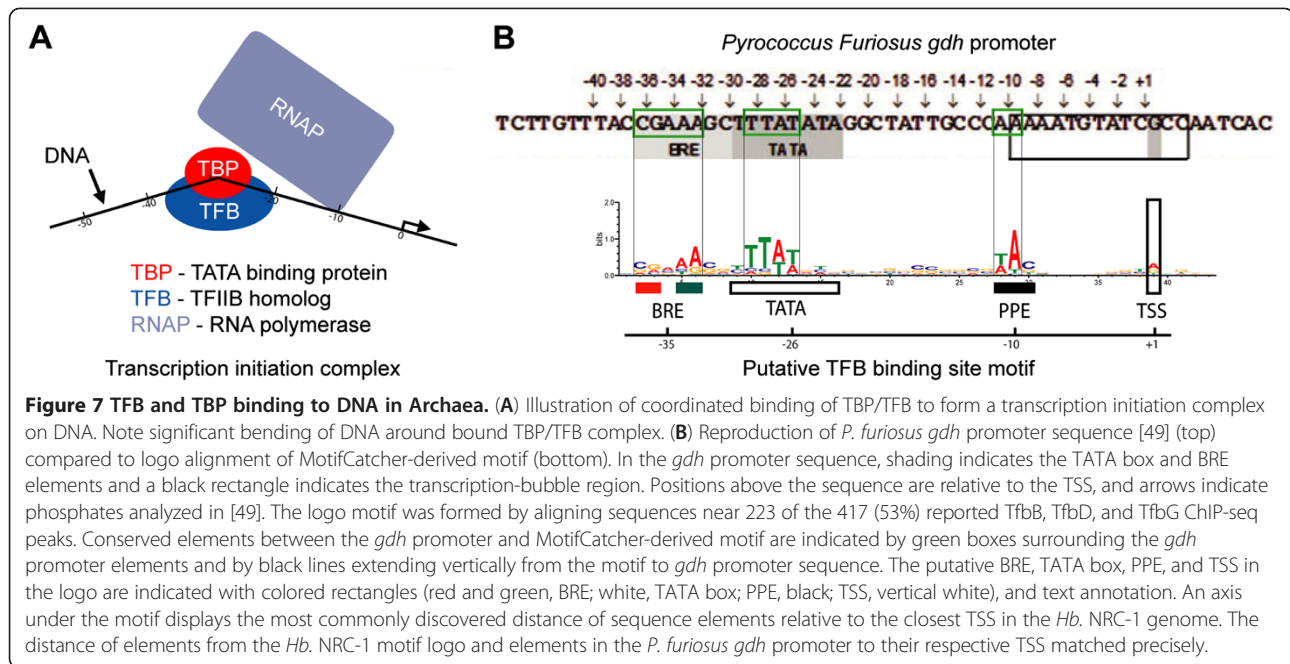 A
RNAP
DNA
TBP
TFB
-50
-40
-20
-10
0
TBP - TATA binding protein
TFB - TFIIB homolog
RNAP - RNA polymerase
Transcription initiation complex
B
Pyrococcus Furiosus gdh promoter
-40 -38 -36 -34 -32 -30 -28 -26 -24 -22 -20 -18 -16 -14 -12 -10 -8 -6 -4 -2 +1
TCTTGTTTACCGAAAGCTTTATATAGGCTATTGCCCAAAAATGTATCGCCAATCAC
BRE TATA
bits
2.0
1.0
0.0
5 10 15 20 25 30 35 40
BRE TATA PPE TSS
-35 -26 -10 +1
Putative TFB binding site motif
Figure 7 TFB and TBP binding to DNA in Archaea. (A) Illustration of coordinated binding of TBP/TFB to form a transcription initiation complex
on DNA. Note significant bending of DNA around bound TBP/TFB complex. (B) Reproduction of P. furiosus gdh promoter sequence [49] (top)
compared to logo alignment of MotifCatcher-derived motif (bottom). In the gdh promoter sequence, shading indicates the TATA box and BRE
elements and a black rectangle indicates the transcription-bubble region. Positions above the sequence are relative to the TSS, and arrows indicate
phosphates analyzed in [49]. The logo motif was formed by aligning sequences near 223 of the 417 (53%) reported TfbB, TfbD, and TfbG ChIP-seq
peaks. Conserved elements between the gdh promoter and MotifCatcher-derived motif are indicated by green boxes surrounding the gdh
promoter elements and by black lines extending vertically from the motif to gdh promoter sequence. The putative BRE, TATA box, PPE, and TSS in
the logo are indicated with colored rectangles (red and green, BRE; white, TATA box; PPE, black; TSS, vertical white), and text annotation. An axis
under the motif displays the most commonly discovered distance of sequence elements relative to the closest TSS in the Hb. NRC-1 genome. The
distance of elements from the Hb. NRC-1 motif logo and elements in the P. furiosus gdh promoter to their respective TSS matched precisely.